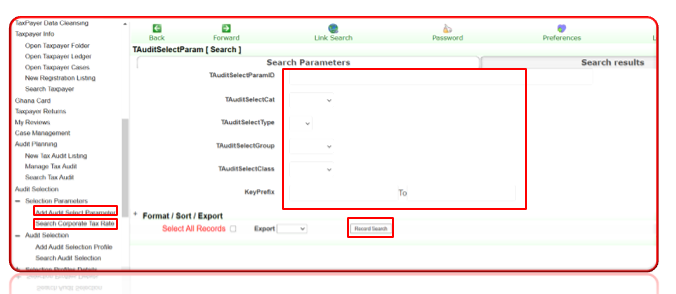 TaxPayer Data Cleansing
Taxpayer Info
Open Taxpayer Folder
Open Taxpayer Ledger
Open Taxpayer Cases
New Registration Listing
Search Taxpayer
Ghana Card
Taxpayer Returns
My Reviews
Case Management
Audit Planning
New Tax Audit Listing
Manage Tax Audit
Search Tax Audit
Audit Selection
Selection Parameters
Add Audit Select Parameter
Search Corporate Tax Rate
Audit Selection
Add Audit Selection Profile
Search Audit Selection
Selection Profiles Details
Back Forward Link Search Password Preferences L
TAuditSelectParam [ Search ]
Search Parameters Search results
TAuditSelectParamID
TAuditSelectCat
TAuditSelectType
TAuditSelectGroup
TAuditSelectClass
KeyPrefix To
+ Format / Sort / Export
Select All Records Export Record Search